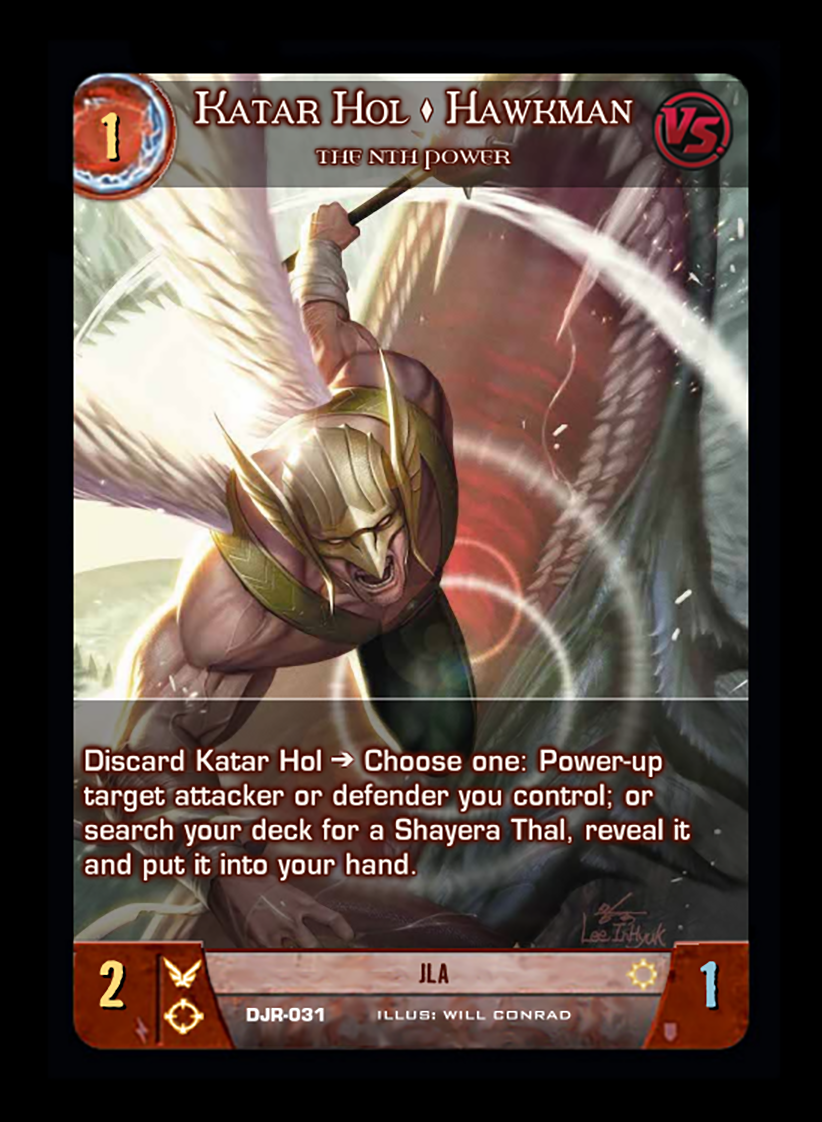 1
Katar Hol ♦ Hawkman
VS.
The Nth Power
Discard Katar Hol ➔ Choose one: Power-up
target attacker or defender you control; or
search your deck for a Shayera Thal, reveal it
and put it into your hand.
Lee InHyuk
2
JLA
1
DJR-031
ILLUS: WILL CONRAD